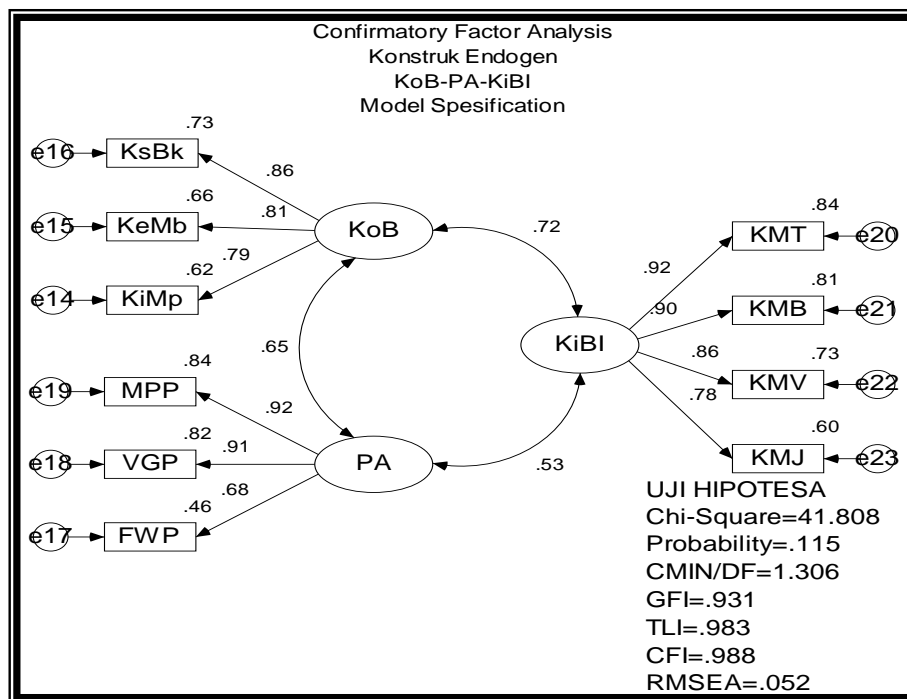 Confirmatory Factor Analysis
Konstruk Endogen
KoB-PA-KiBI
Model Spesification
.73
e16
KsBk
.86
.66
e15
KeMb
.81
KoB
.79
.62
e14
KiMp
.72
.84
KMT
e20
.92
.81
.90
KMB
e21
KiBI
.86
.73
KMV
e22
.78
.60
KMJ
e23
.65
.84
e19
MPP
.92
.82
e18
VGP
.91
PA
.53
.68
.46
e17
FWP
UJI HIPOTESA
Chi-Square=41.808
Probability=.115
CMIN/DF=1.306
GFI=.931
TLI=.983
CFI=.988
RMSEA=.052